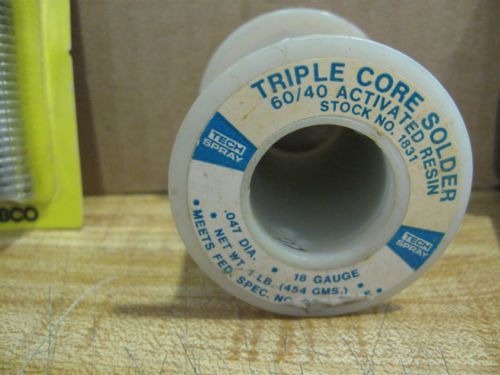 TRIPLE CORE SOLDER
60/40 ACTIVATED RESIN
STOCK NO. 1831
TECH
SPRAY
TECH
SPRAY
.047 DIA. • 18 GAUGE
• NET WT. 1 LB. (454 GMS.) •
• MEETS FED. SPEC. NO.
BCO